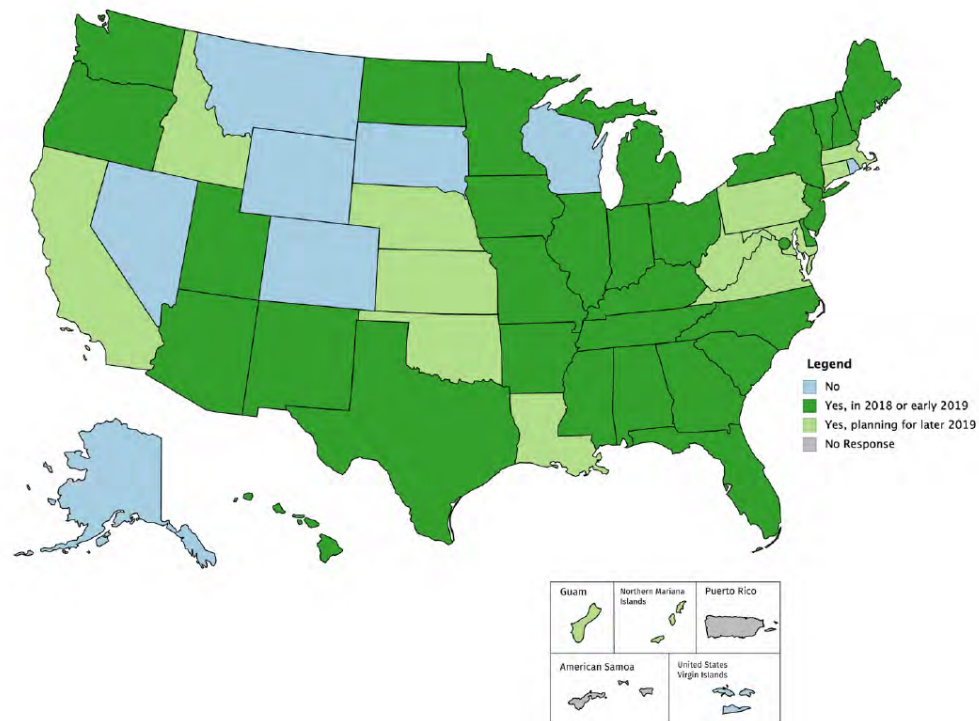 Legend
No
Yes, in 2018 or early 2019
Yes, planning for later 2019
No Response
Guam
Northern Mariana
Islands
Puerto Rico
American Samoa
United States
Virgin Islands